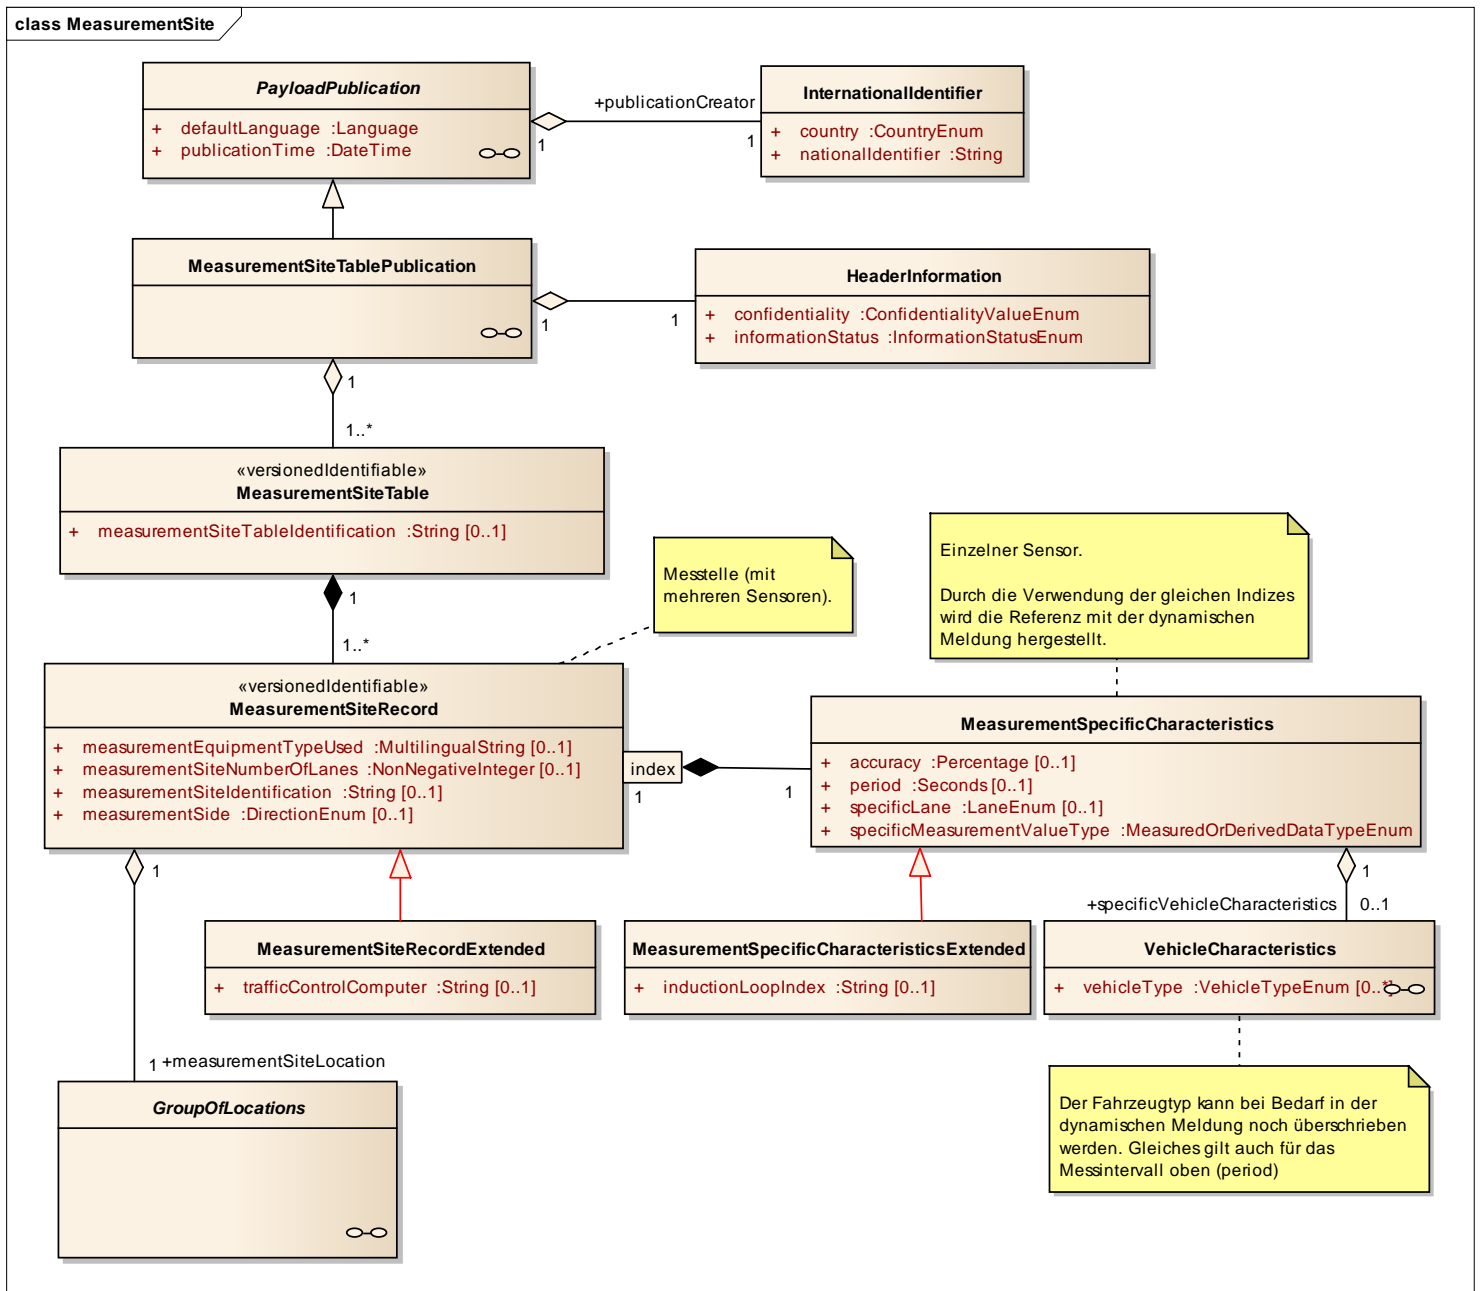 class MeasurementSite
PayloadPublication
+ defaultLanguage :Language
+ publicationTime :DateTime
+publicationCreator
1
1
InternationalIdentifier
+ country :CountryEnum
+ nationalIdentifier :String
MeasurementSiteTablePublication
1
1
HeaderInformation
+ confidentiality :ConfidentialityValueEnum
+ informationStatus :InformationStatusEnum
1
1..*
«versionedIdentifiable»
MeasurementSiteTable
+ measurementSiteTableIdentification :String [0..1]
1
1..*
Messtelle (mit
mehreren Sensoren).
Einzelner Sensor.
Durch die Verwendung der gleichen Indizes
wird die Referenz mit der dynamischen
Meldung hergestellt.
«versionedIdentifiable»
MeasurementSiteRecord
+ measurementEquipmentTypeUsed :MultilingualString [0..1]
+ measurementSiteNumberOfLanes :NonNegativeInteger [0..1]
+ measurementSiteIdentification :String [0..1]
+ measurementSide :DirectionEnum [0..1]
index
1
1
MeasurementSpecificCharacteristics
+ accuracy :Percentage [0..1]
+ period :Seconds [0..1]
+ specificLane :LaneEnum [0..1]
+ specificMeasurementValueType :MeasuredOrDerivedDataTypeEnum
1
1
+specificVehicleCharacteristics 0..1
MeasurementSiteRecordExtended
+ trafficControlComputer :String [0..1]
MeasurementSpecificCharacteristicsExtended
+ inductionLoopIndex :String [0..1]
VehicleCharacteristics
+ vehicleType :VehicleTypeEnum [0..*]
1 +measurementSiteLocation
GroupOfLocations
Der Fahrzeugtyp kann bei Bedarf in der
dynamischen Meldung noch überschrieben
werden. Gleiches gilt auch für das
Messintervall oben (period)